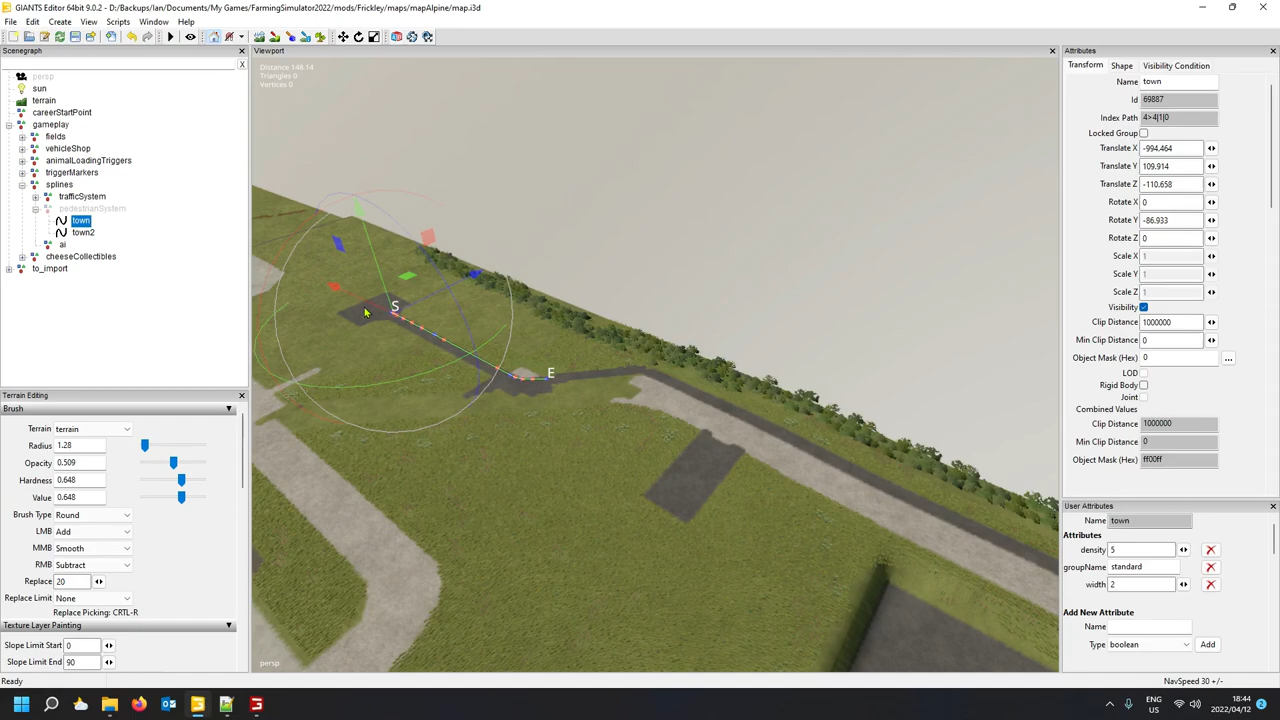 GIANTS Editor 64bit 9.0.2 - D:/Backups/Ian/Documents/My Games/FarmingSimulator2022/mods/Frickley/maps/mapAlpine/map.i3d
File Edit Create View Scripts Window Help
Scenegraph
X
persp
sun
terrain
careerStartPoint
gameplay
fields
vehicleShop
animalLoadingTriggers
triggerMarkers
splines
trafficSystem
pedestrianSystem
town
town2
ai
cheeseCollectibles
to_import
Terrain Editing
Brush
Terrain terrain
Radius 1.28
Opacity 0.509
Hardness 0.648
Value 0.648
Brush Type Round
LMB Add
MMB Smooth
RMB Subtract
Replace 20
Replace Limit None
Replace Picking: CRTL-R
Texture Layer Painting
Slope Limit Start 0
Slope Limit End 90
Ready
Viewport
Distance 148.14
Triangles 0
Vertices 0
S
E
persp
Attributes
Transform Shape Visibility Condition
Name town
Id 69887
Index Path 4>4|1|0
Locked Group
Translate X -994.464
Translate Y 109.914
Translate Z -110.658
Rotate X 0
Rotate Y -86.933
Rotate Z 0
Scale X 1
Scale Y 1
Scale Z 1
Visibility
Clip Distance 1000000
Min Clip Distance 0
Object Mask (Hex) 0 ...
LOD
Rigid Body
Joint
Combined Values
Clip Distance 1000000
Min Clip Distance 0
Object Mask (Hex) ff00ff
User Attributes
Name town
Attributes
density 5
groupName standard
width 2
Add New Attribute
Name
Type boolean Add
NavSpeed 30 +/-
ENG
US
18:44
2022/04/12
2